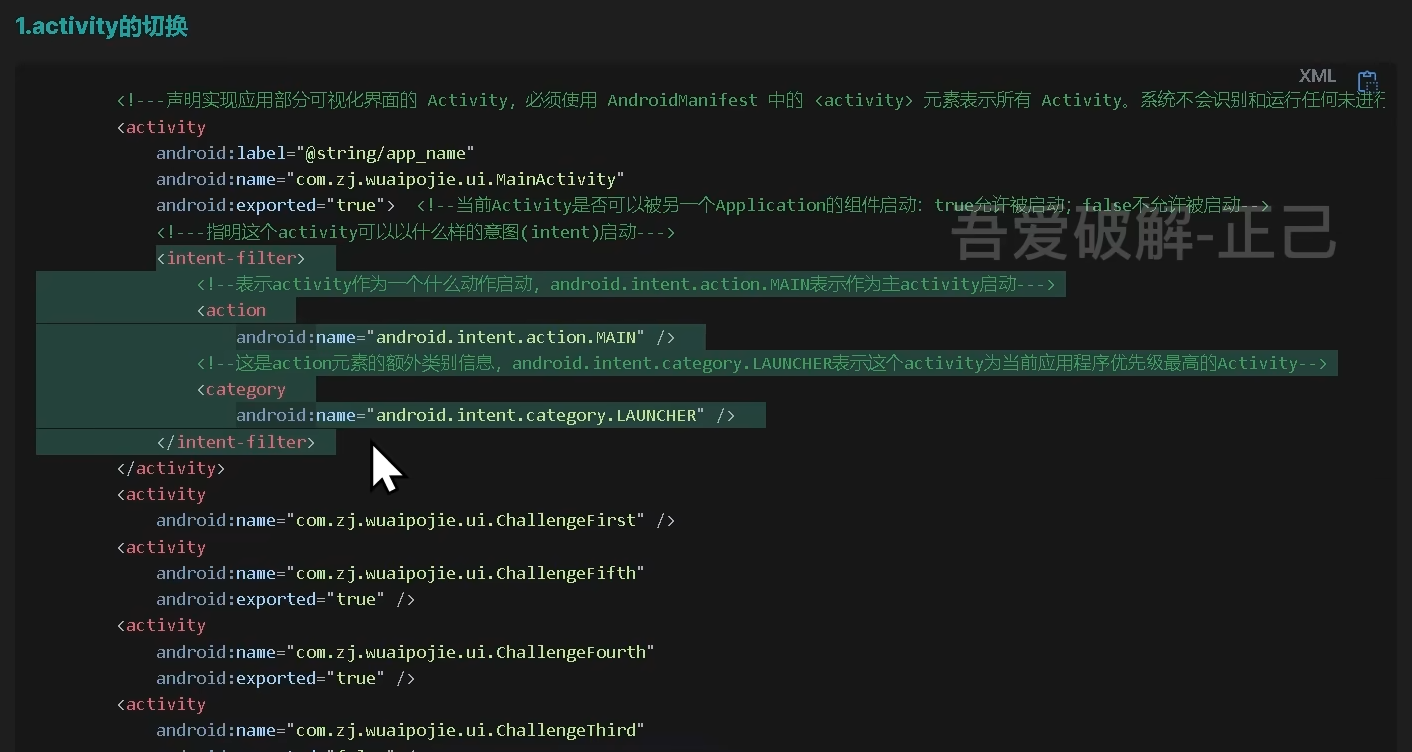 1.activity的切换
XML
<!---声明实现应用部分可视化界面的 Activity，必须使用 AndroidManifest 中的 <activity> 元素表示所有 Activity。系统不会识别和运行任何未进行
<activity
android:label="@string/app_name"
android:name="com.zj.wuaipojie.ui.MainActivity"
android:exported="true">  <!--当前Activity是否可以被另一个Application的组件启动：true允许被启动；false不允许被启动-->
<!---指明这个activity可以以什么样的意图(intent)启动--->
吾爱破解-正己
<intent-filter>
<!--表示activity作为一个什么动作启动，android.intent.action.MAIN表示作为主activity启动--->
<action
android:name="android.intent.action.MAIN" />
<!--这是action元素的额外类别信息，android.intent.category.LAUNCHER表示这个activity为当前应用程序优先级最高的Activity-->
<category
android:name="android.intent.category.LAUNCHER" />
</intent-filter>
</activity>
<activity
android:name="com.zj.wuaipojie.ui.ChallengeFirst" />
<activity
android:name="com.zj.wuaipojie.ui.ChallengeFifth"
android:exported="true" />
<activity
android:name="com.zj.wuaipojie.ui.ChallengeFourth"
android:exported="true" />
<activity
android:name="com.zj.wuaipojie.ui.ChallengeThird"